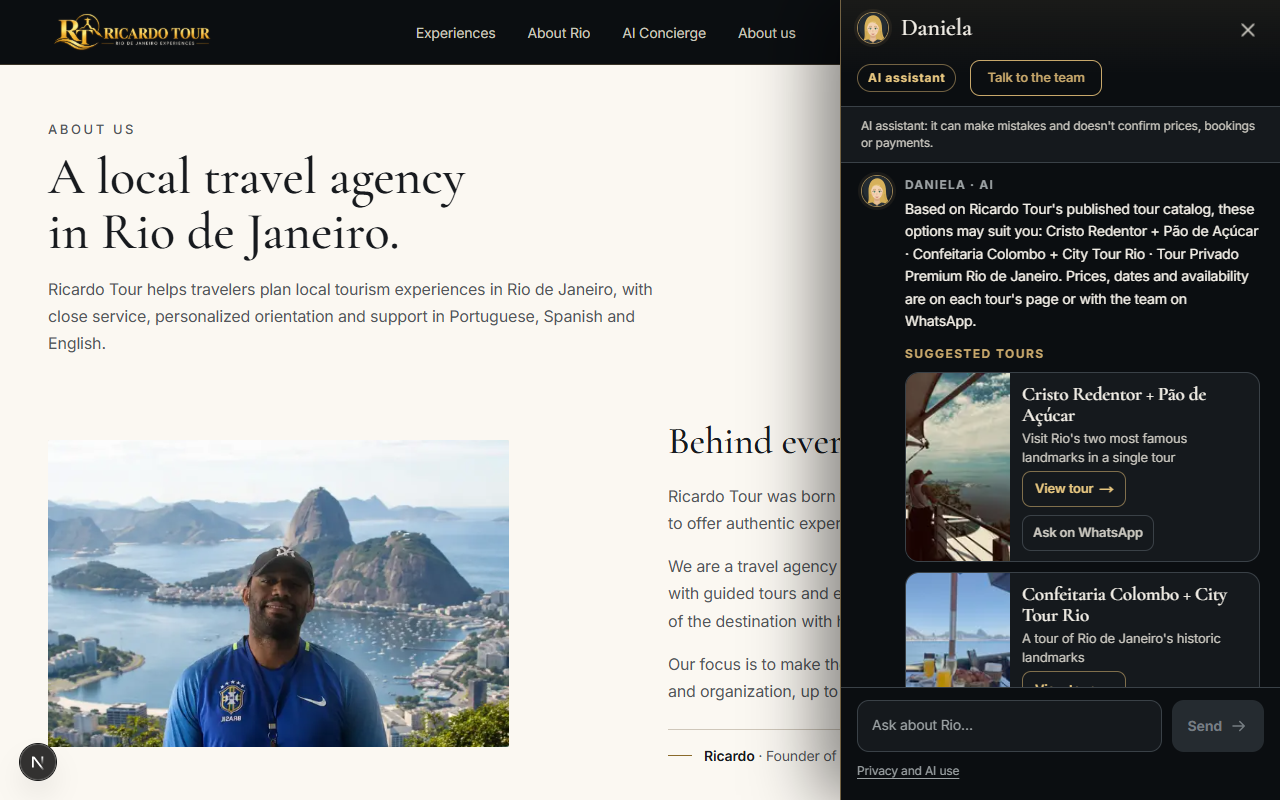 RICARDO TOUR
RIO DE JANEIRO EXPERIENCES
Experiences
About Rio
AI Concierge
About us
ABOUT US
A local travel agency
in Rio de Janeiro.
Ricardo Tour helps travelers plan local tourism experiences in Rio de Janeiro, with
close service, personalized orientation and support in Portuguese, Spanish and
English.
Behind ever
Ricardo Tour was born
to offer authentic exper
We are a travel agency
with guided tours and e
of the destination with h
Our focus is to make th
and organization, up to
Ricardo · Founder of
N
Daniela
AI assistant
Talk to the team
AI assistant: it can make mistakes and doesn't confirm prices, bookings
or payments.
DANIELA · AI
Based on Ricardo Tour's published tour catalog, these
options may suit you: Cristo Redentor + Pão de Açúcar
· Confeitaria Colombo + City Tour Rio · Tour Privado
Premium Rio de Janeiro. Prices, dates and availability
are on each tour's page or with the team on
WhatsApp.
SUGGESTED TOURS
Cristo Redentor + Pão de
Açúcar
Visit Rio's two most famous
landmarks in a single tour
View tour →
Ask on WhatsApp
Confeitaria Colombo + City
Tour Rio
A tour of Rio de Janeiro's historic
landmarks
Ask about Rio...
Send →
Privacy and AI use